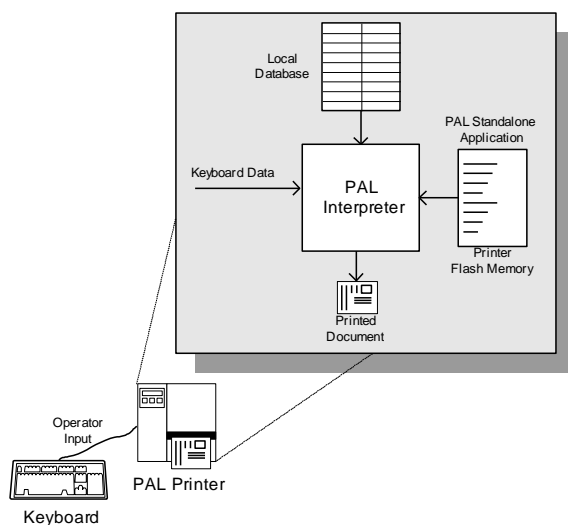 Local
Database
PAL Standalone
Application
Keyboard Data
PAL
Interpreter
Printer
Flash Memory
Printed
Document
Operator
Input
PAL Printer
Keyboard